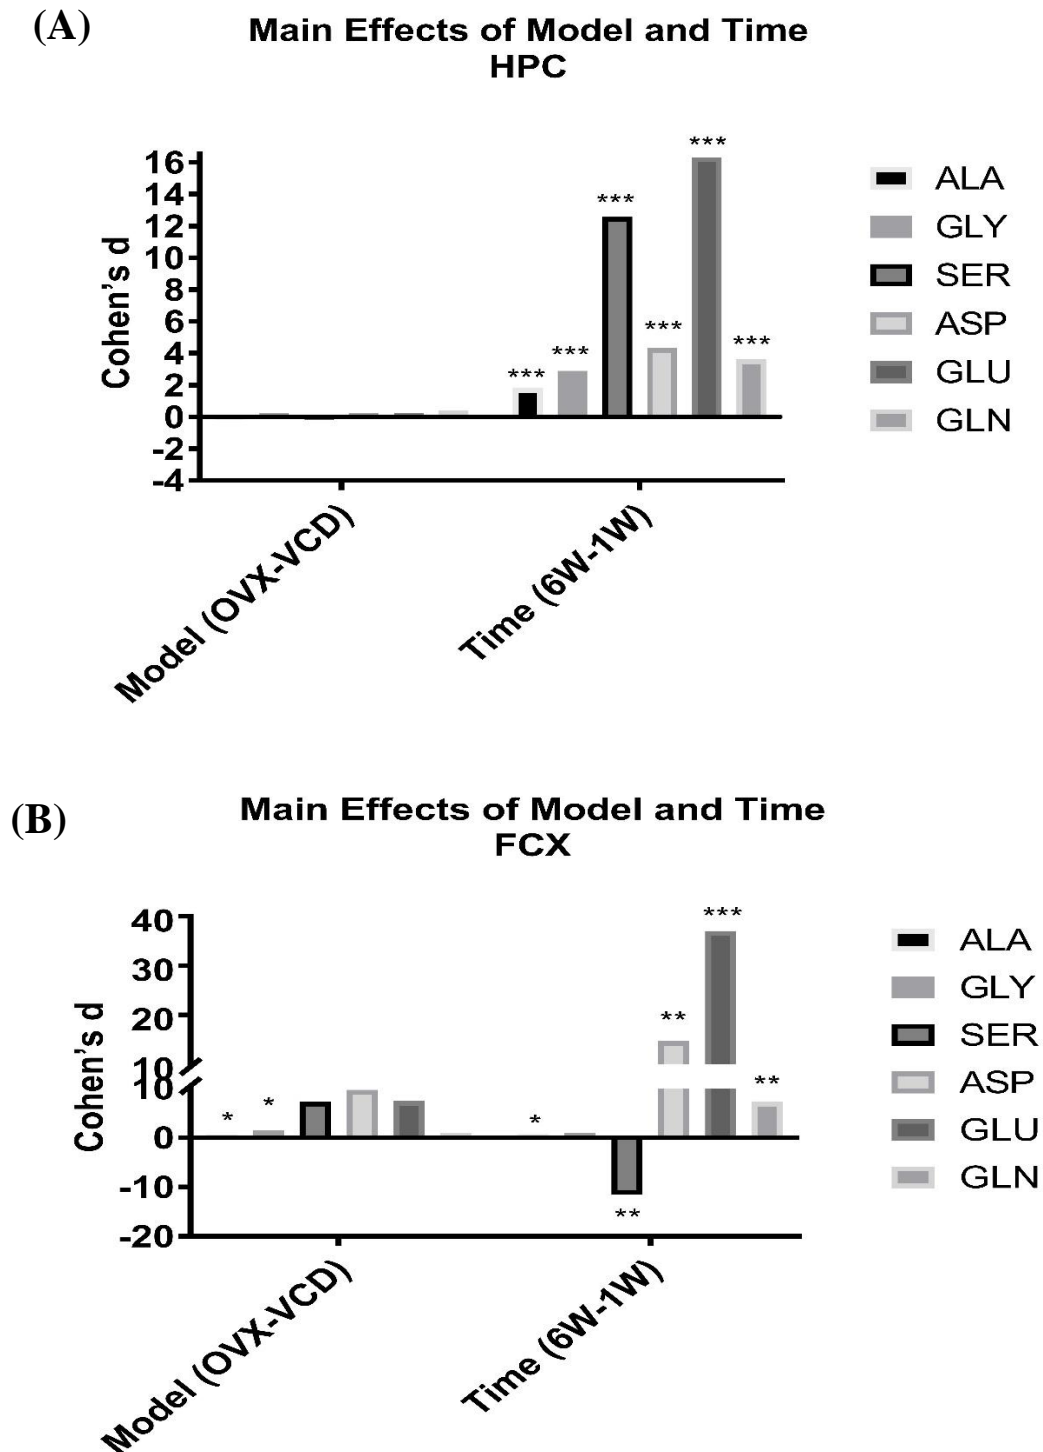 (A)
Main Effects of Model and Time
HPC
Cohen's d
16
14
12
10
8
6
4
2
0
-2
-4
***
***
***
***
***
***
Model (OVX-VCD)
Time (6W-1W)
ALA
GLY
SER
ASP
GLU
GLN
(B)
Main Effects of Model and Time
FCX
Cohen's d
40
30
20
10
10
0
-10
-20
*
*
*
**
**
***
**
Model (OVX-VCD)
Time (6W-1W)
ALA
GLY
SER
ASP
GLU
GLN